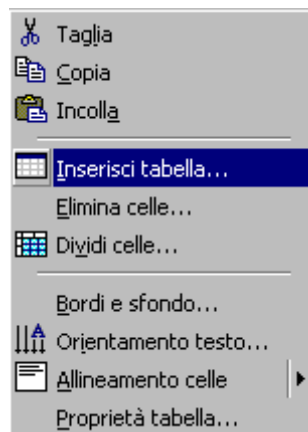 Taglia
Copia
Incolla
Inserisci tabella...
Elimina celle...
Dividi celle...
Bordi e sfondo...
Orientamento testo...
Allineamento celle
Proprietà tabella...